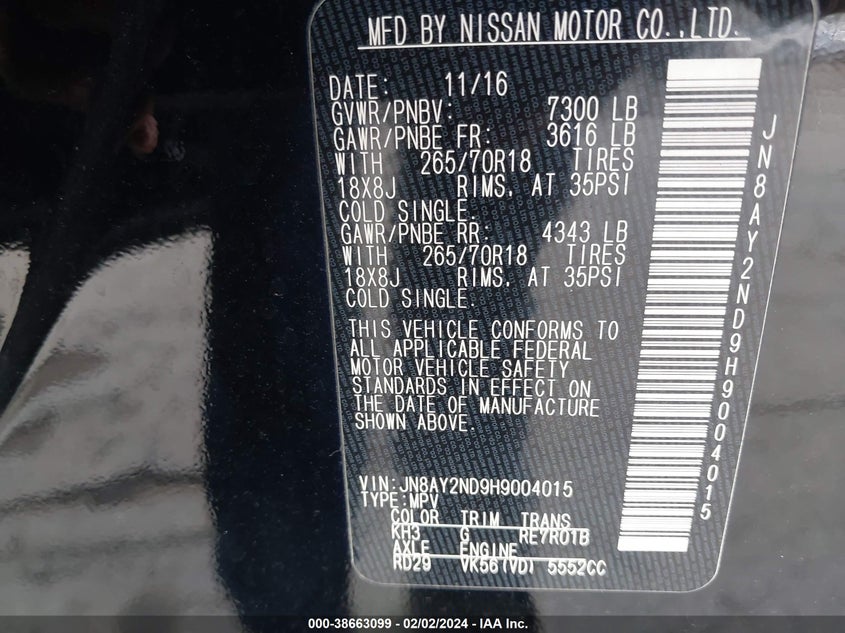 MFD BY NISSAN MOTOR CO.,LTD.
DATE: 11/16
GVWR/PNBV: 7300 LB
GAWR/PNBE FR: 3616 LB
WITH 265/70R18 TIRES
18X8J RIMS, AT 35PSI
COLD SINGLE.
GAWR/PNBE RR: 4343 LB
WITH 265/70R18 TIRES
18X8J RIMS, AT 35PSI
COLD SINGLE.
THIS VEHICLE CONFORMS TO
ALL APPLICABLE FEDERAL
MOTOR VEHICLE SAFETY
STANDARDS IN EFFECT ON
THE DATE OF MANUFACTURE
SHOWN ABOVE.
VIN:JN8AY2ND9H9004015
TYPE:MPV
COLOR TRIM TRANS
KH3 G RE7R01B
AXLE ENGINE
RD29 VK56(VD) 5552CC
JN8AY2ND9H9004015
000-38663099 - 02/02/2024 - IAA Inc.